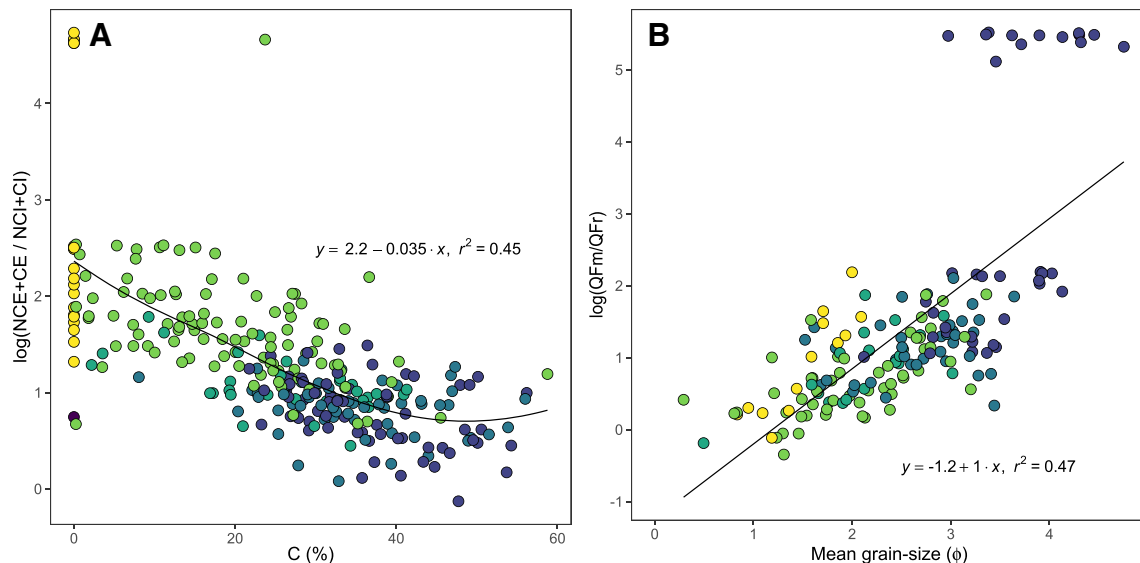 A
log(NCE+CE / NCI+CI)
4
3
2
1
0
y = 2.2 − 0.035 · x, r² = 0.45
0
20
40
60
C (%)
B
log(QFm/QFr)
5
4
3
2
1
0
-1
y = -1.2 + 1 · x, r² = 0.47
0
1
2
3
4
Mean grain-size (ϕ)